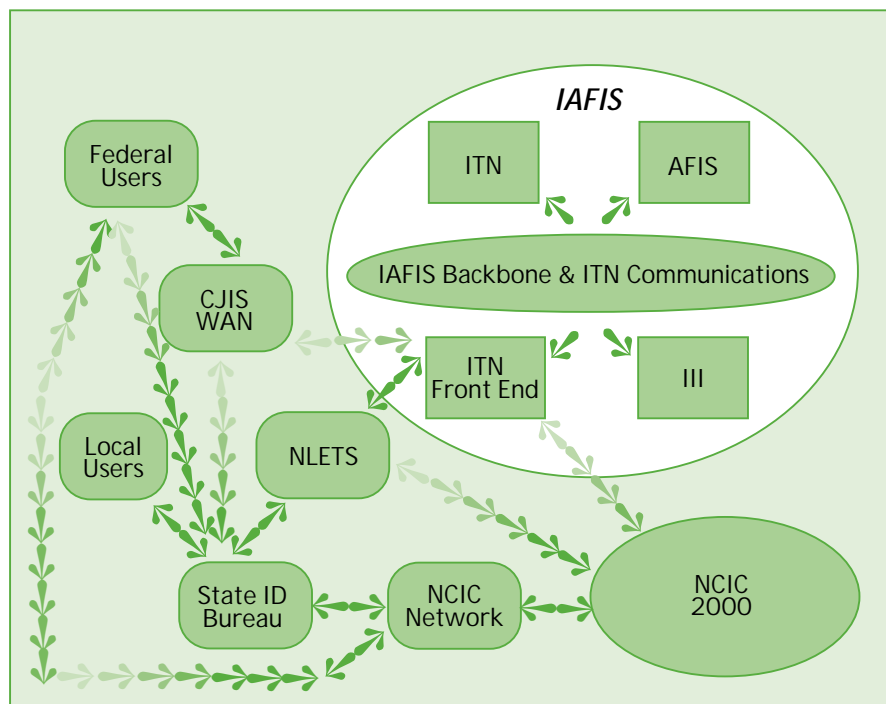 IAFIS
ITN
AFIS
Federal
Users
IAFIS Backbone & ITN Communications
CJIS
WAN
ITN
Front End
III
Local
Users
NLETS
State ID
Bureau
NCIC
Network
NCIC
2000